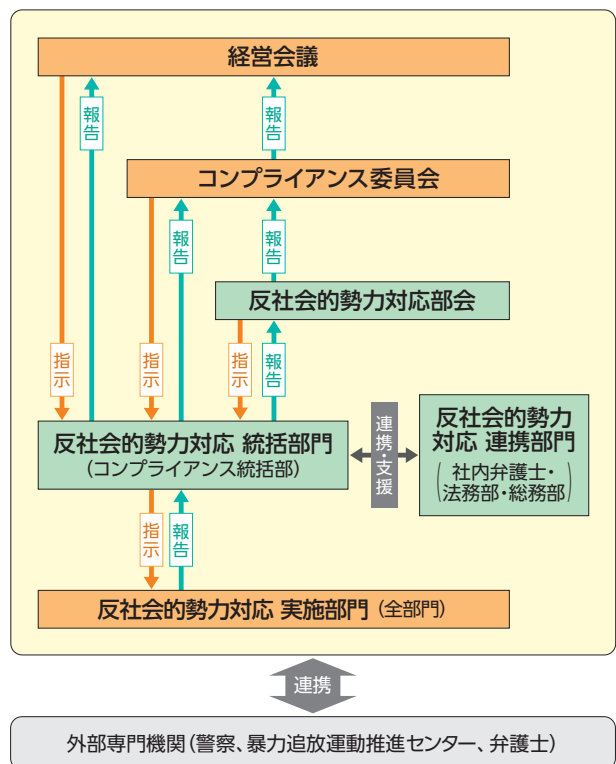 経営会議
報告
報告
コンプライアンス委員会
報告
報告
反社会的勢力対応部会
指示
指示
指示
報告
反社会的勢力対応 統括部門
(コンプライアンス統括部)
連携・支援
反社会的勢力
対応 連携部門
(社内弁護士・
法務部・総務部)
指示
報告
反社会的勢力対応 実施部門 (全部門)
連携
外部専門機関(警察、暴力追放運動推進センター、弁護士)